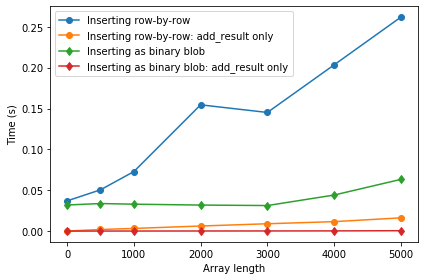 Inserting row-by-row
Inserting row-by-row: add_result only
Inserting as binary blob
Inserting as binary blob: add_result only
0.25
0.20
0.15
0.10
0.05
0.00
Time (s)
0
1000
2000
3000
4000
5000
Array length